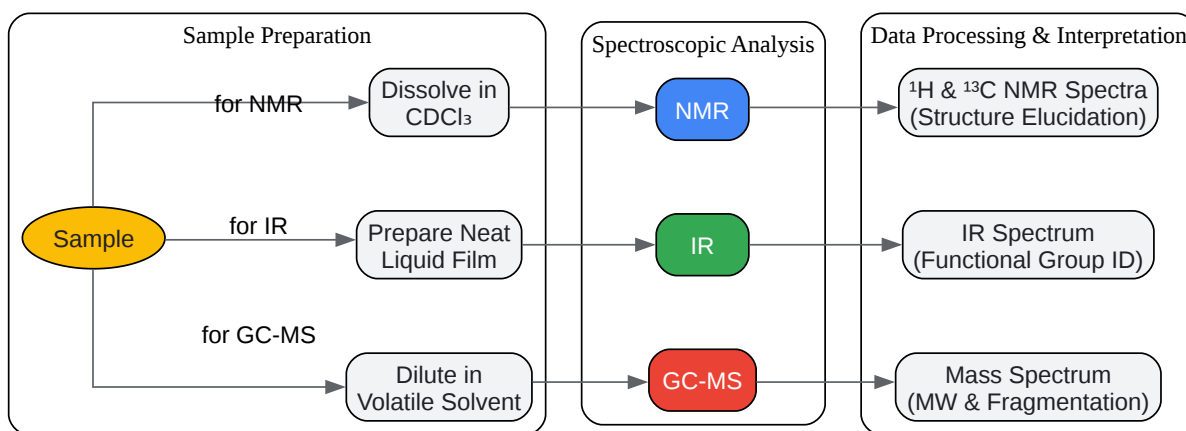 Sample Preparation
Spectroscopic Analysis
Data Processing & Interpretation
for NMR
Dissolve in
CDCl₃
NMR
¹H & ¹³C NMR Spectra
(Structure Elucidation)
Sample
for IR
Prepare Neat
Liquid Film
IR
IR Spectrum
(Functional Group ID)
for GC-MS
Dilute in
Volatile Solvent
GC-MS
Mass Spectrum
(MW & Fragmentation)